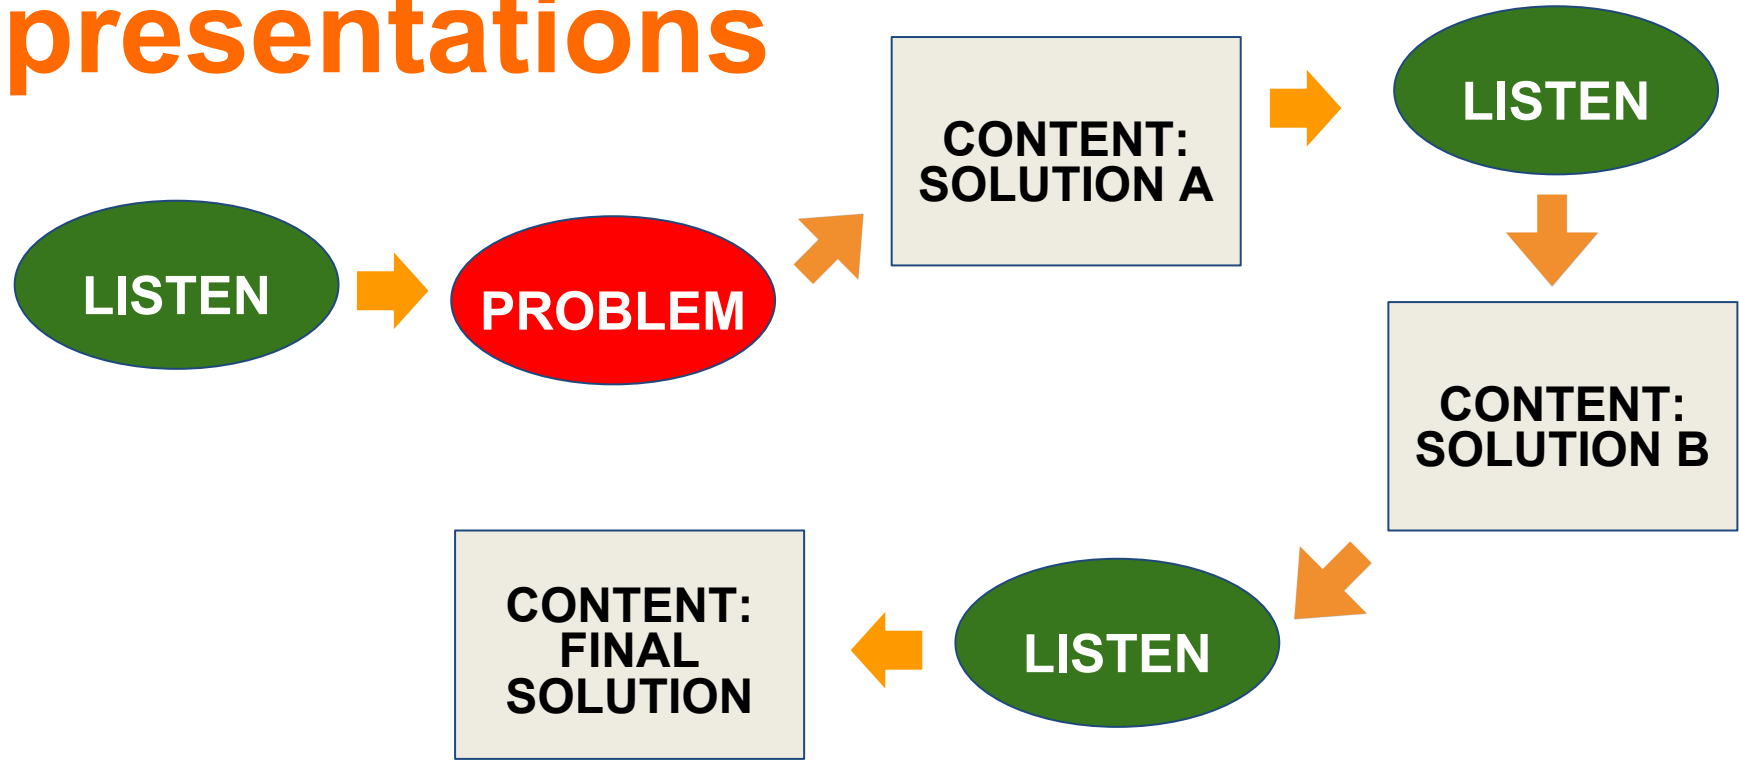 presentations
LISTEN
PROBLEM
CONTENT:
SOLUTION A
LISTEN
CONTENT:
SOLUTION B
LISTEN
CONTENT:
FINAL
SOLUTION